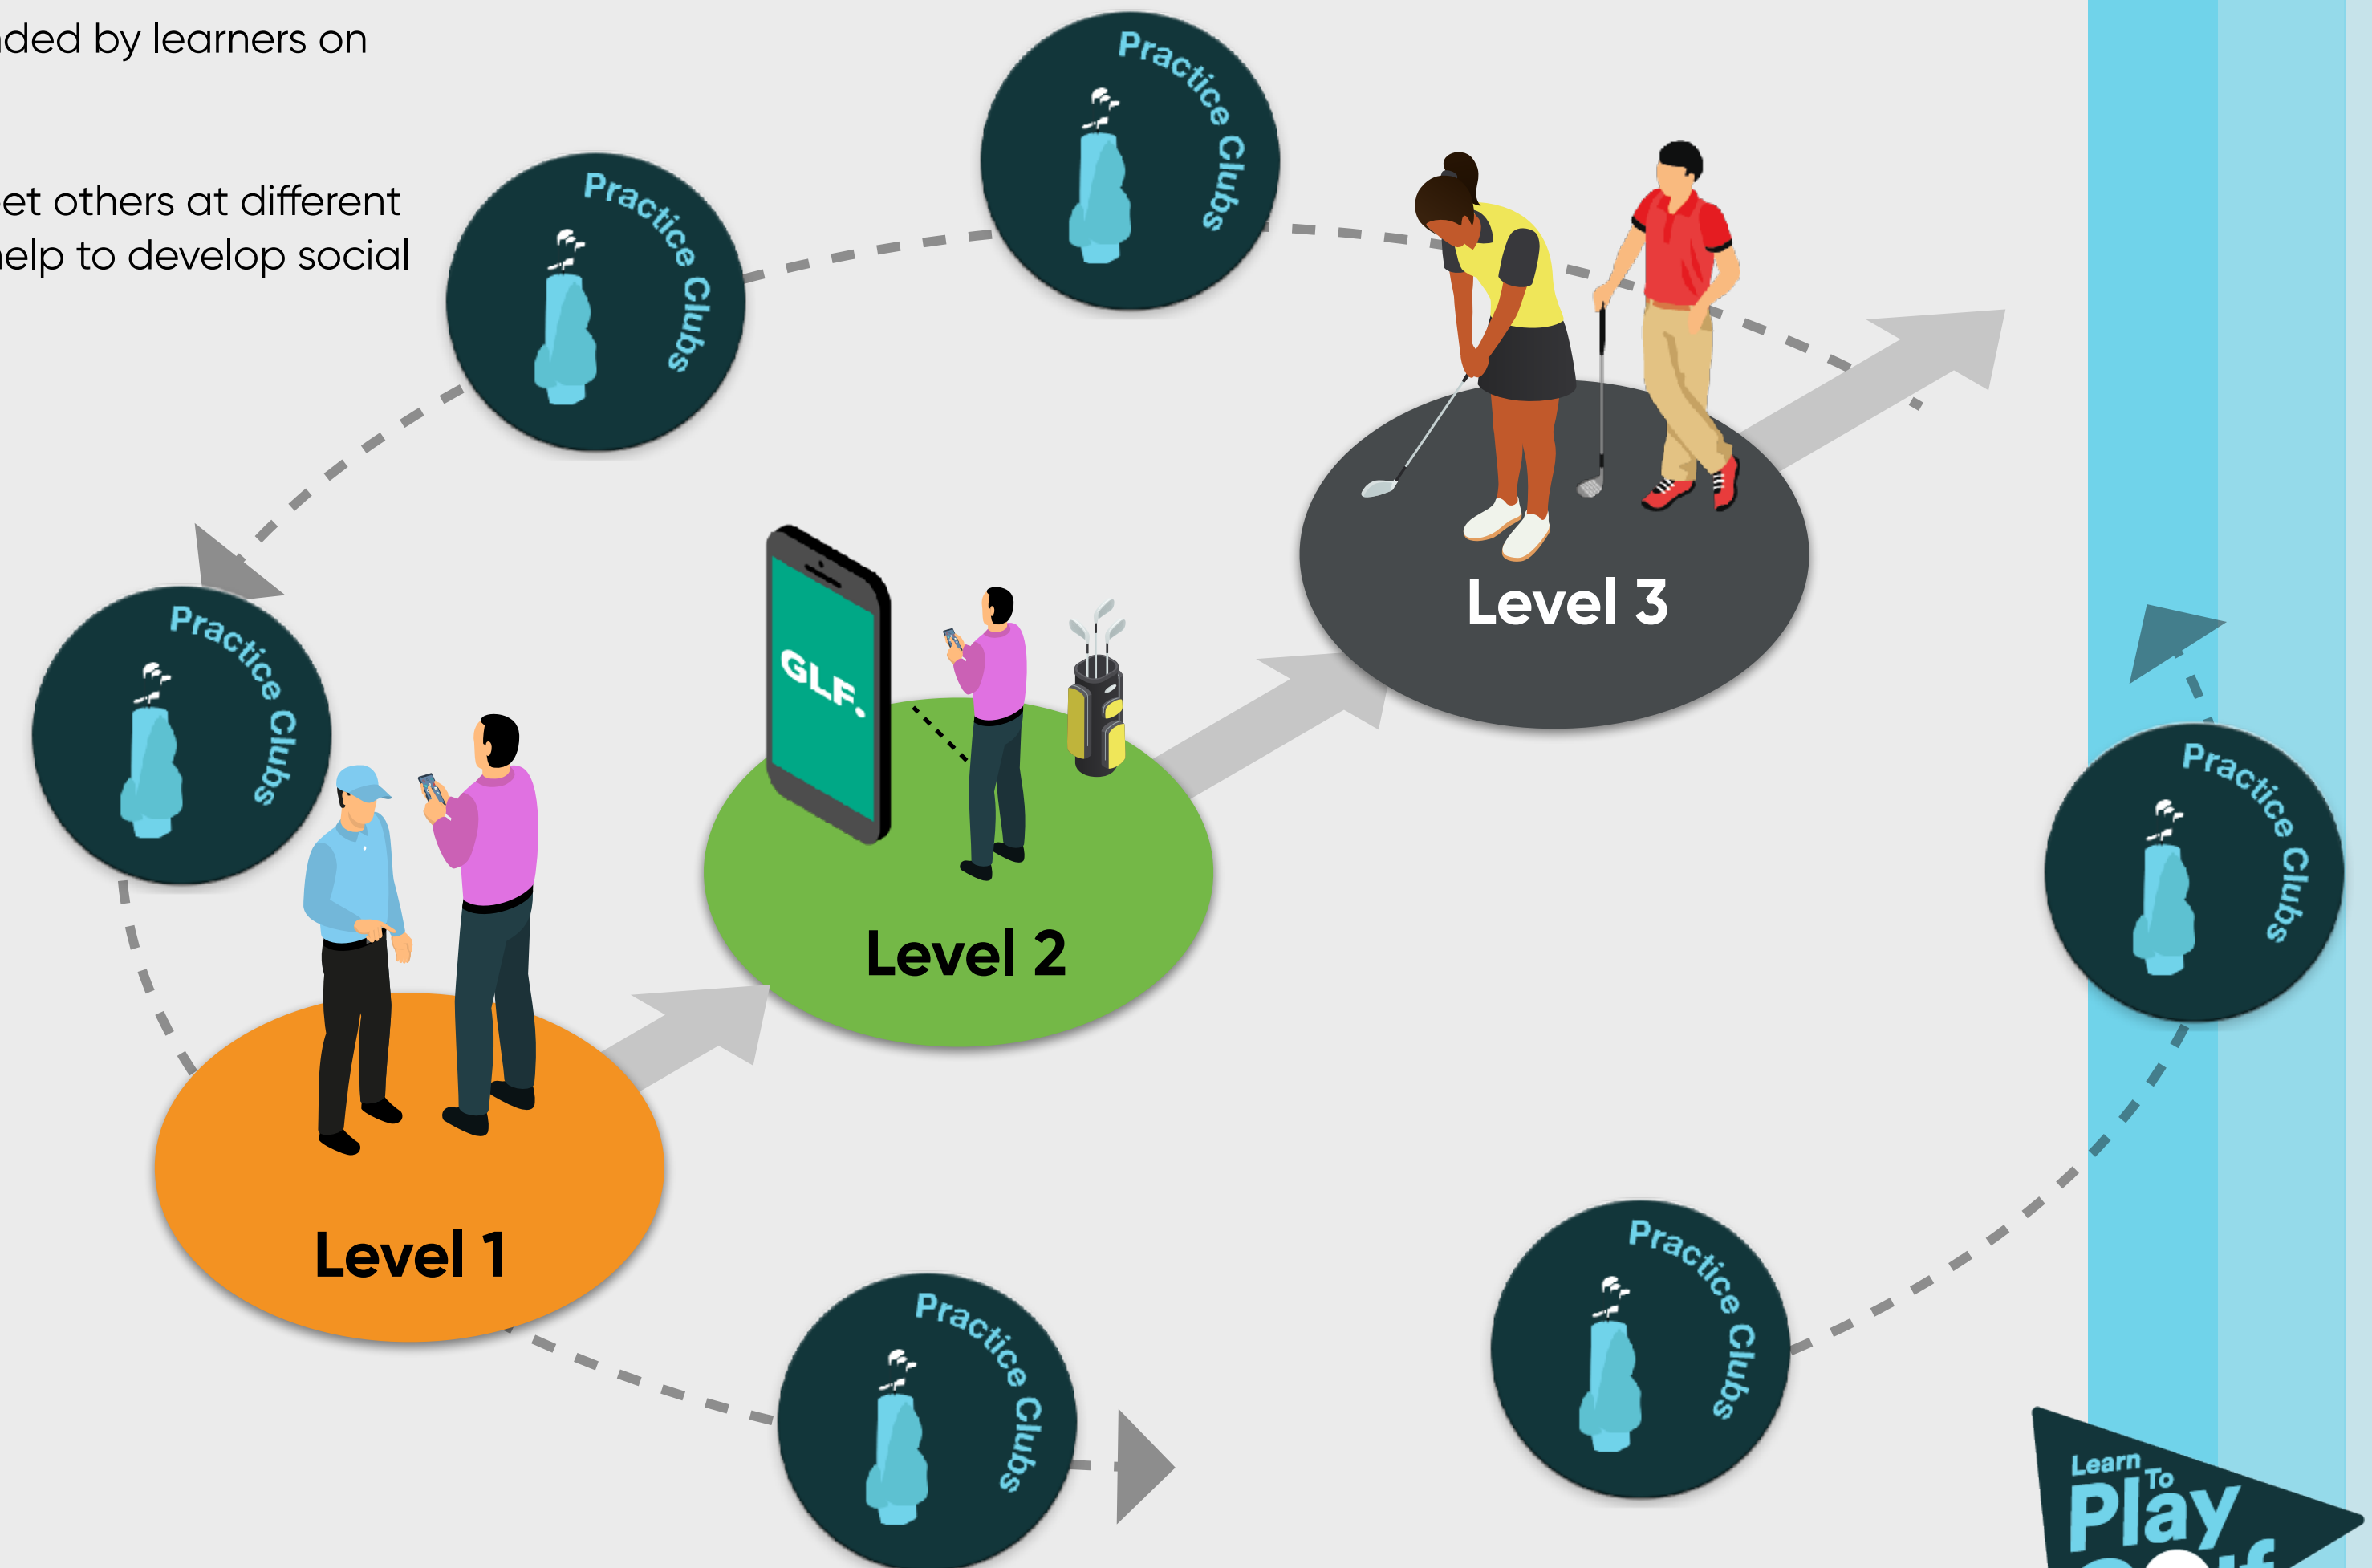 ded by learners on
et others at different
help to develop social
Practice Clubs
Practice Clubs
Practice Clubs
GLF.
Level 3
Level 2
Practice Clubs
Level 1
Practice Clubs
Practice Clubs
Learn
To
Play